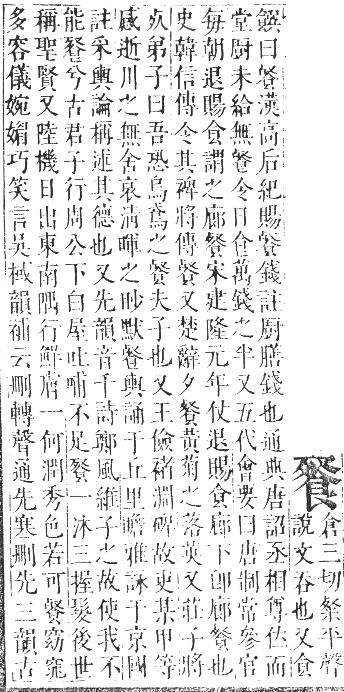 餐
倉三切粲平聲
說文吞也又食
饌曰餐漢高后紀賜餐錢註厨膳錢也通典唐詔丞相尊位而
堂厨未給無餐令日食萬錢之半又五代會要曰唐制常參官
每朝退賜食謂之廊餐宋建隆元年仗退賜食廊下卽廊餐也
史韓信傳令其裨將傳餐又楚辭夕餐黃菊之落英又莊子將
死弟子曰吾恐烏鳶之餐夫子也又王儉褚淵碑故吏某甲等
感逝川之無舍哀清暉之眇默餐輿誦于丘里瞻雅詠于京國
註采輿論稱述其德也又先韻音千詩鄭風維子之故使我不
能餐兮古君子行周公下白屋吐哺不足餐一沐三握髮後世
稱聖賢又陸機日出東南隅行鮮膚一何潤秀色若可餐窈窕
多容儀婉媚巧笑言吳棫韻補云刪轉聲通先寒刪先三韻古